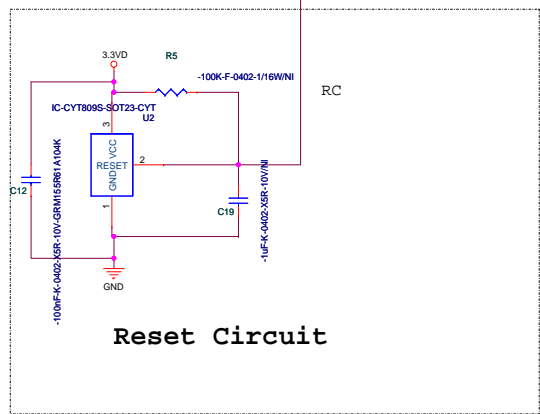 3.3VD
R5
-100K-F-0402-1/16W/NI
RC
IC-CYT809S-SOT23-CYT
U2
3
VCC
RESET
2
GND
1
C12
-100nF-K-0402-X5R-10V-GRM155R61A104K
C19
-1uF-K-0402-X5R-10V/NI
GND
Reset Circuit